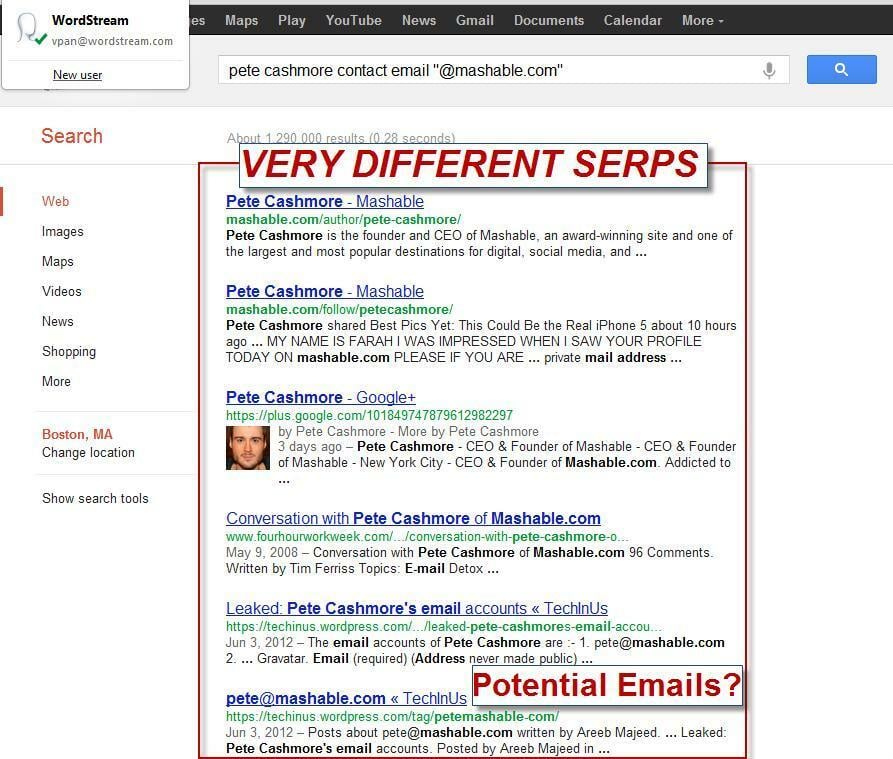 WordStream
vpan@wordstream.com
New user
es Maps Play YouTube News Gmail Documents Calendar More
pete cashmore contact email "@mashable.com"
Search
About 1,290,000 results (0.28 seconds)
VERY DIFFERENT SERPS
Web
Images
Maps
Videos
News
Shopping
More
Boston, MA
Change location
Show search tools
Pete Cashmore - Mashable
mashable.com/author/pete-cashmore/
Pete Cashmore is the founder and CEO of Mashable, an award-winning site and one of
the largest and most popular destinations for digital, social media, and ...
Pete Cashmore - Mashable
mashable.com/follow/petecashmore/
Pete Cashmore shared Best Pics Yet: This Could Be the Real iPhone 5 about 10 hours
ago ... MY NAME IS FARAH I WAS IMPRESSED WHEN I SAW YOUR PROFILE
TODAY ON mashable.com PLEASE IF YOU ARE ... private mail address ...
Pete Cashmore - Google+
https://plus.google.com/101849747879612982297
by Pete Cashmore - More by Pete Cashmore
3 days ago – Pete Cashmore - CEO & Founder of Mashable - CEO & Founder
of Mashable - New York City - CEO & Founder of Mashable.com. Addicted to
...
Conversation with Pete Cashmore of Mashable.com
www.fourhourworkweek.com/.../conversation-with-pete-cashmore-o...
May 9, 2008 – Conversation with Pete Cashmore of Mashable.com 96 Comments.
Written by Tim Ferriss Topics: E-mail Detox ...
Leaked: Pete Cashmore's email accounts « TechInUs
https://techinus.wordpress.com/.../leaked-pete-cashmores-email-accou...
Jun 3, 2012 – The email accounts of Pete Cashmore are :- 1. pete@mashable.com
2. ... Gravatar. Email (required) (Address never made public) ...
Potential Emails?
pete@mashable.com « TechInUs
https://techinus.wordpress.com/tag/petemashable-com/
Jun 3, 2012 – Posts about pete@mashable.com written by Areeb Majeed. ... Leaked:
Pete Cashmore's email accounts. Posted by Areeb Majeed in ...